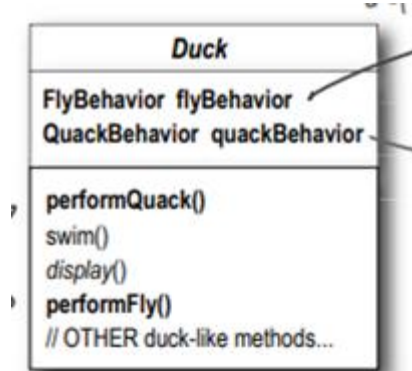 Duck
FlyBehavior flyBehavior
QuackBehavior quackBehavior
performQuack()
swim()
display()
performFly()
// OTHER duck-like methods...